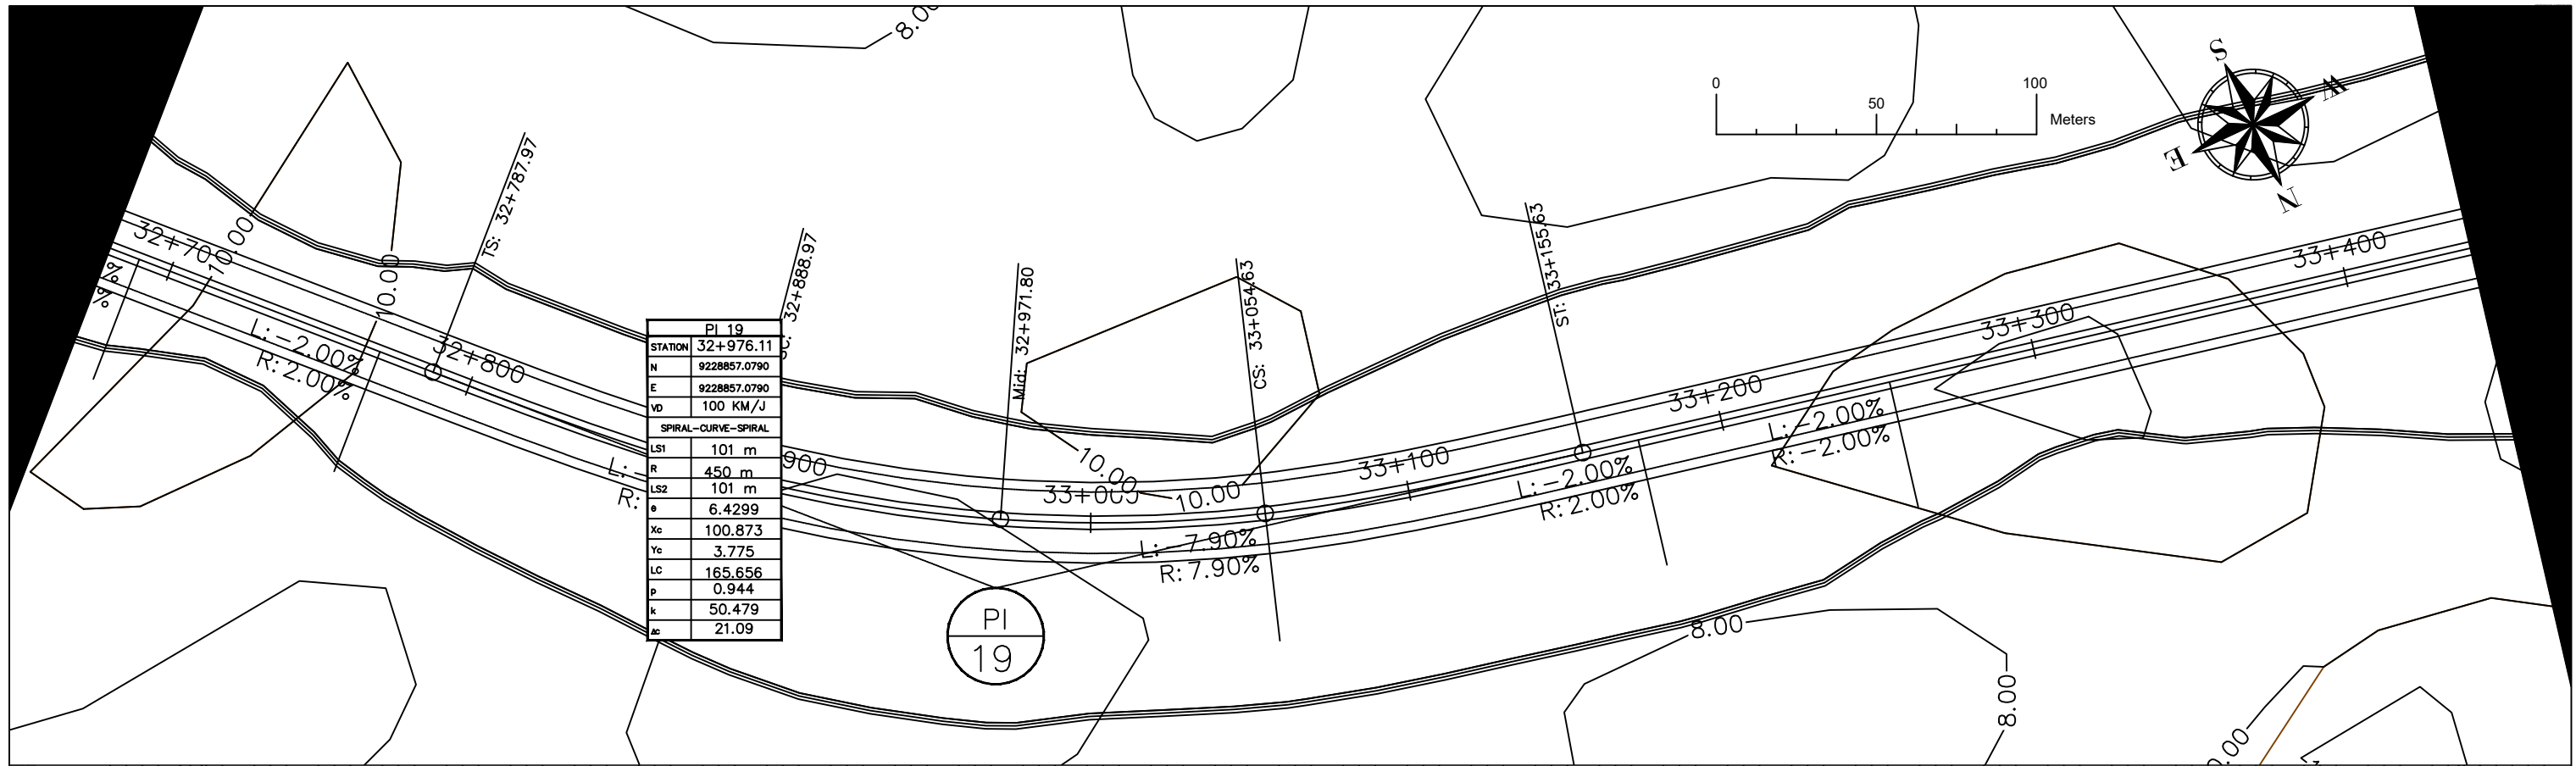 8.00
0
50
100
Meters
S
W
E
N
TS: 32+787.97
32+888.97
Mid: 32+971.80
CS: 33+054.63
ST: 33+155.63
10.00
10.00
32+800
900
33+100
33+200
33+300
33+400
%
%
L:-2.00%
R: 2.00%
L:-
R:
10.00
10.00
L:-7.90%
R: 7.90%
L:-2.00%
R: 2.00%
L:-2.00%
R:-2.00%
PI 19
STATION 32+976.11
N 9228857.0790
E 9228857.0790
VD 100 KM/J
SPIRAL-CURVE-SPIRAL
LS1 101 m
R 450 m
LS2 101 m
θ 6.4299
Xc 100.873
Yc 3.775
LC 165.656
p 0.944
k 50.479
Δc 21.09
PI
19
8.00
8.00